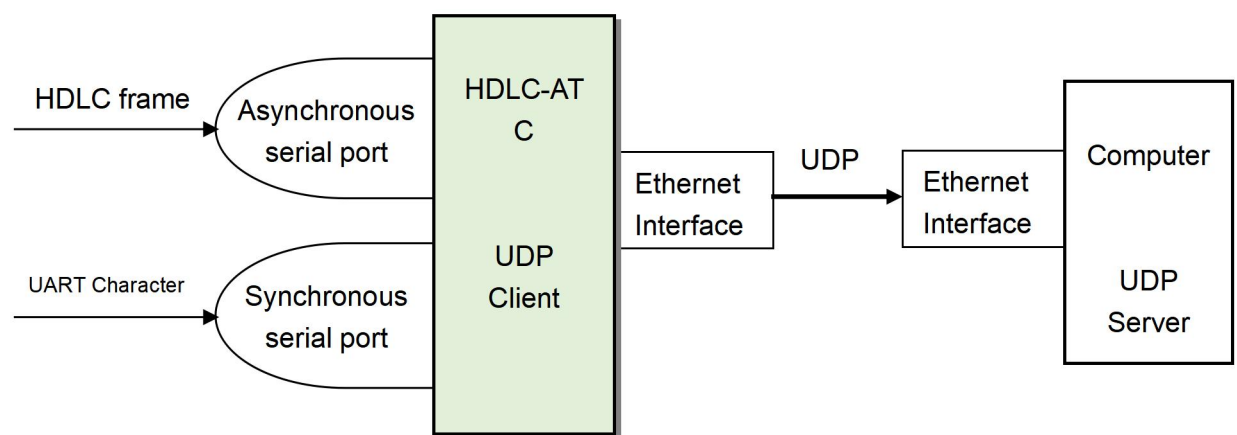 HDLC frame
Asynchronous
serial port
HDLC-AT
C
UART Character
Synchronous
serial port
UDP
Client
Ethernet
Interface
UDP
Ethernet
Interface
Computer
UDP
Server